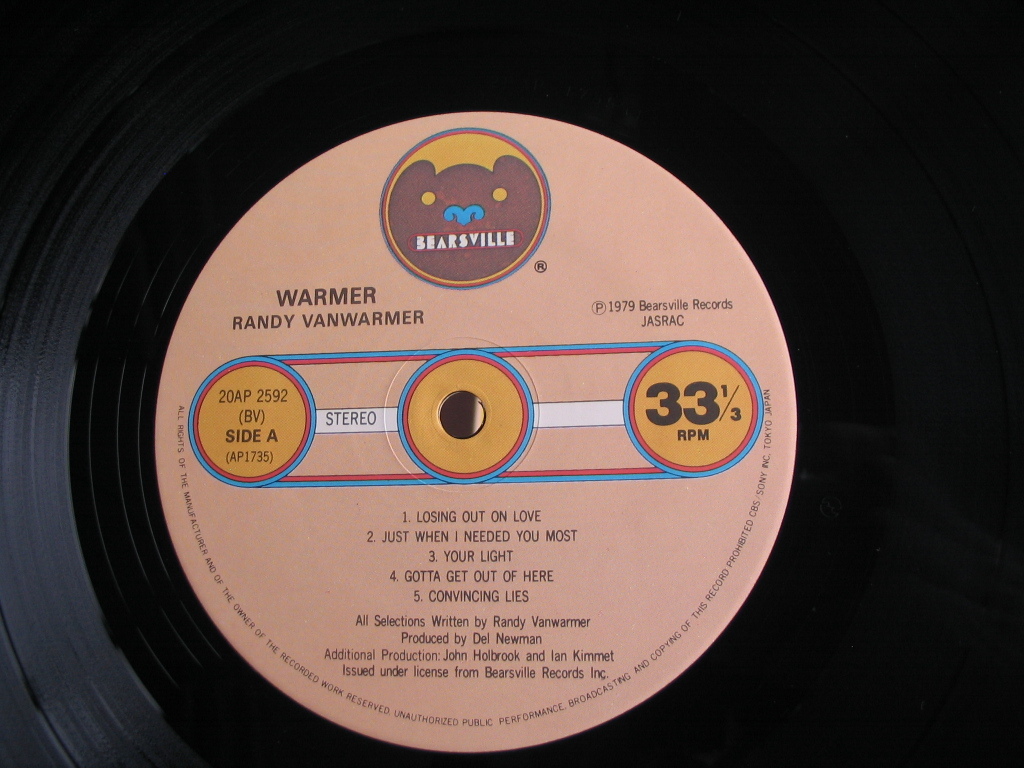 BEARSVILLE
®
WARMER
RANDY VANWARMER
Ⓟ1979 Bearsville Records
JASRAC
20AP 2592
(BV)
SIDE A
(AP1735)
STEREO
33 1/3
RPM
1. LOSING OUT ON LOVE
2. JUST WHEN I NEEDED YOU MOST
3. YOUR LIGHT
4. GOTTA GET OUT OF HERE
5. CONVINCING LIES
All Selections Written by Randy Vanwarmer
Produced by Del Newman
Additional Production: John Holbrook and Ian Kimmet
Issued under license from Bearsville Records Inc.
ALL RIGHTS OF THE MANUFACTURER AND OF THE OWNER OF THE RECORDED WORK RESERVED. UNAUTHORIZED PUBLIC PERFORMANCE, BROADCASTING AND COPYING OF THIS RECORD PROHIBITED CBS/SONY INC. TOKYO JAPAN